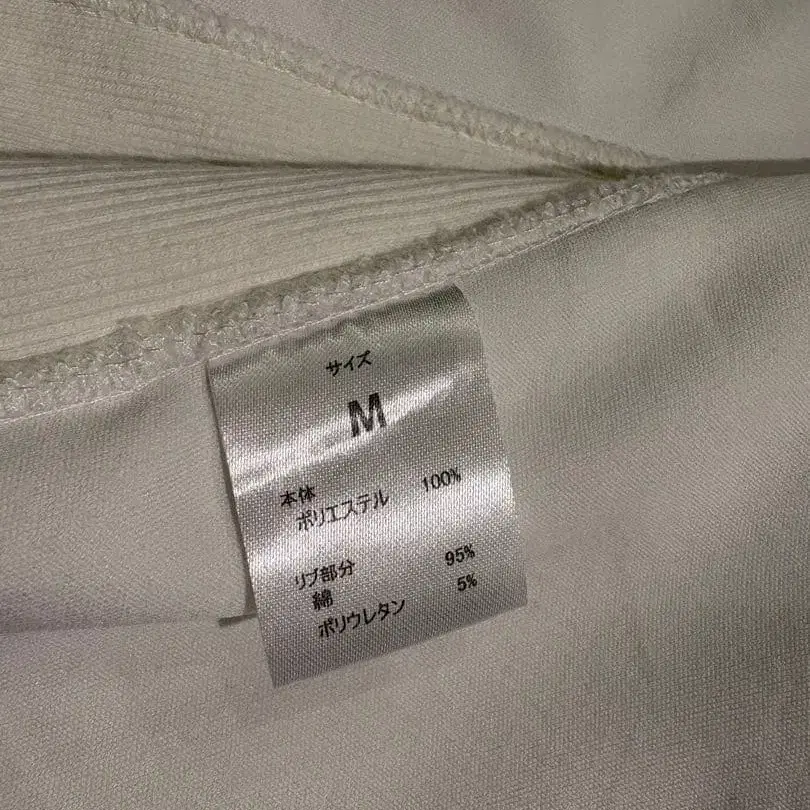 サイズ
M
本体
ポリエステル 100%
リブ部分
綿 95%
ポリウレタン 5%